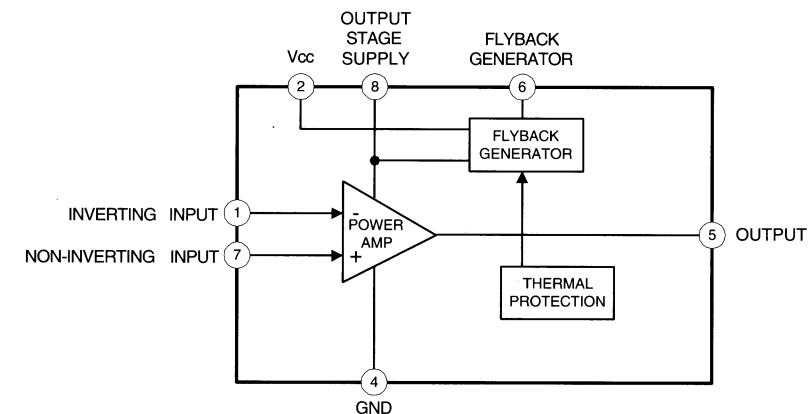 OUTPUT
STAGE
SUPPLY
FLYBACK
GENERATOR
Vcc
2
8
6
FLYBACK
GENERATOR
INVERTING INPUT
1
-
POWER
AMP
+
NON-INVERTING INPUT
7
5
OUTPUT
THERMAL
PROTECTION
4
GND